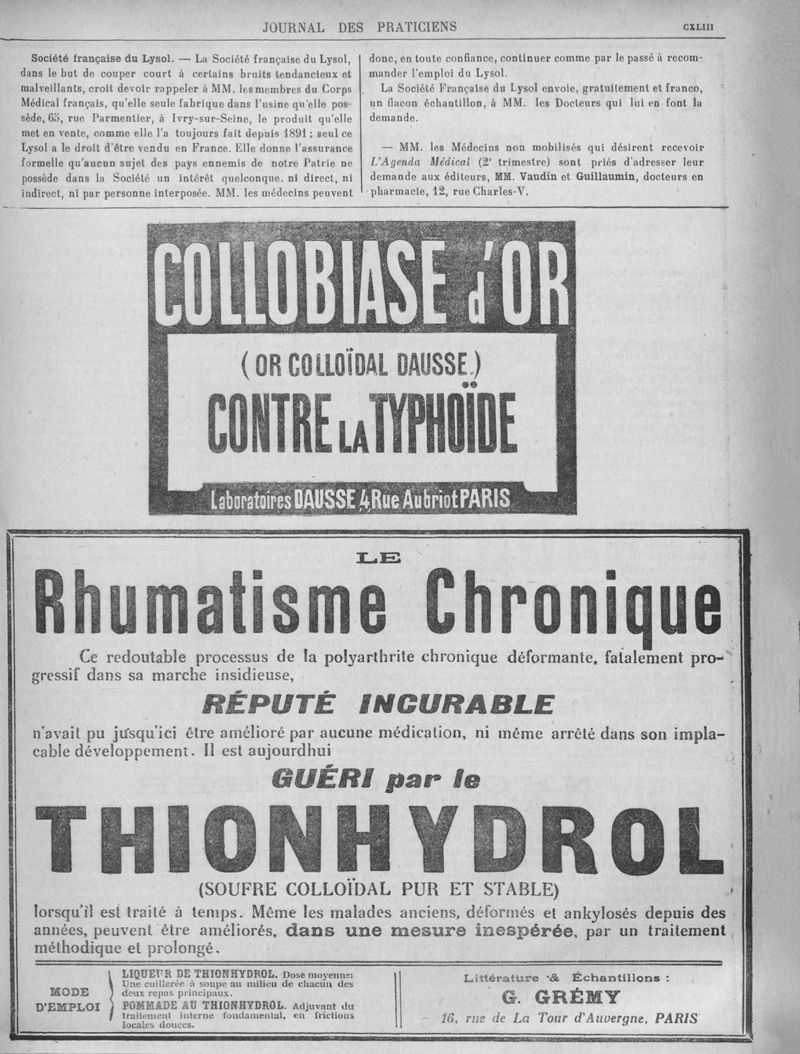 JOURNAL DES PRATICIENS
CXLIII
Société française du Lysol. — La Société française du Lysol,
dans le but de couper court à certains bruits tendancieux et
malveillants, croit devoir rappeler à MM. les membres du Corps
Médical français, qu'elle seule fabrique dans l'usine qu'elle pos-
sède, 65, rue Parmentier, à Ivry-sur-Seine, le produit qu'elle
met en vente, comme elle l'a toujours fait depuis 1891 ; seul ce
Lysol a le droit d'être vendu en France. Elle donne l'assurance
formelle qu'aucun sujet des pays ennemis de notre Patrie ne
possède dans la Société un intérêt quelconque. ni direct, ni
indirect, ni par personne interposée. MM. les médecins peuvent
donc, en toute confiance, continuer comme par le passé à recom-
mander l'emploi du Lysol.
La Société Française du Lysol envoie, gratuitement et franco,
un flacon échantillon, à MM. les Docteurs qui lui en font la
demande.
— MM. les Médecins non mobilisés qui désirent recevoir
L'Agenda Médical (2e trimestre) sont priés d'adresser leur
demande aux éditeurs, MM. Vaudin et Guillaumin, docteurs en
pharmacie, 12, rue Charles-V.
COLLOBIASE d'OR
(OR COLLOÏDAL DAUSSE.)
CONTRE LA TYPHOÏDE
Laboratoires DAUSSE 4, Rue Aubriot PARIS
LE
Rhumatisme Chronique
Ce redoutable processus de la polyarthrite chronique déformante, fatalement pro-
gressif dans sa marche insidieuse,
RÉPUTÉ INCURABLE
n'avait pu jusqu'ici être amélioré par aucune médication, ni même arrêté dans son impla-
cable développement. Il est aujourdhui
GUÉRI par le
THIONHYDROL
(SOUFRE COLLOÏDAL PUR ET STABLE)
lorsqu'il est traité à temps. Même les malades anciens, déformés et ankylosés depuis des
années, peuvent être améliorés, dans une mesure inespérée, par un traitement
méthodique et prolongé.
MODE
D'EMPLOI
LIQUEUR DE THIONHYDROL. Dose moyenne:
Une cuillerée à soupe au milieu de chacun des
deux repas principaux.
POMMADE AU THIONHYDROL. Adjuvant du
traitement interne fondamental, en frictions
locales douces.
Littérature & Échantillons :
G. GRÉMY
16, rue de La Tour d'Auvergne, PARIS